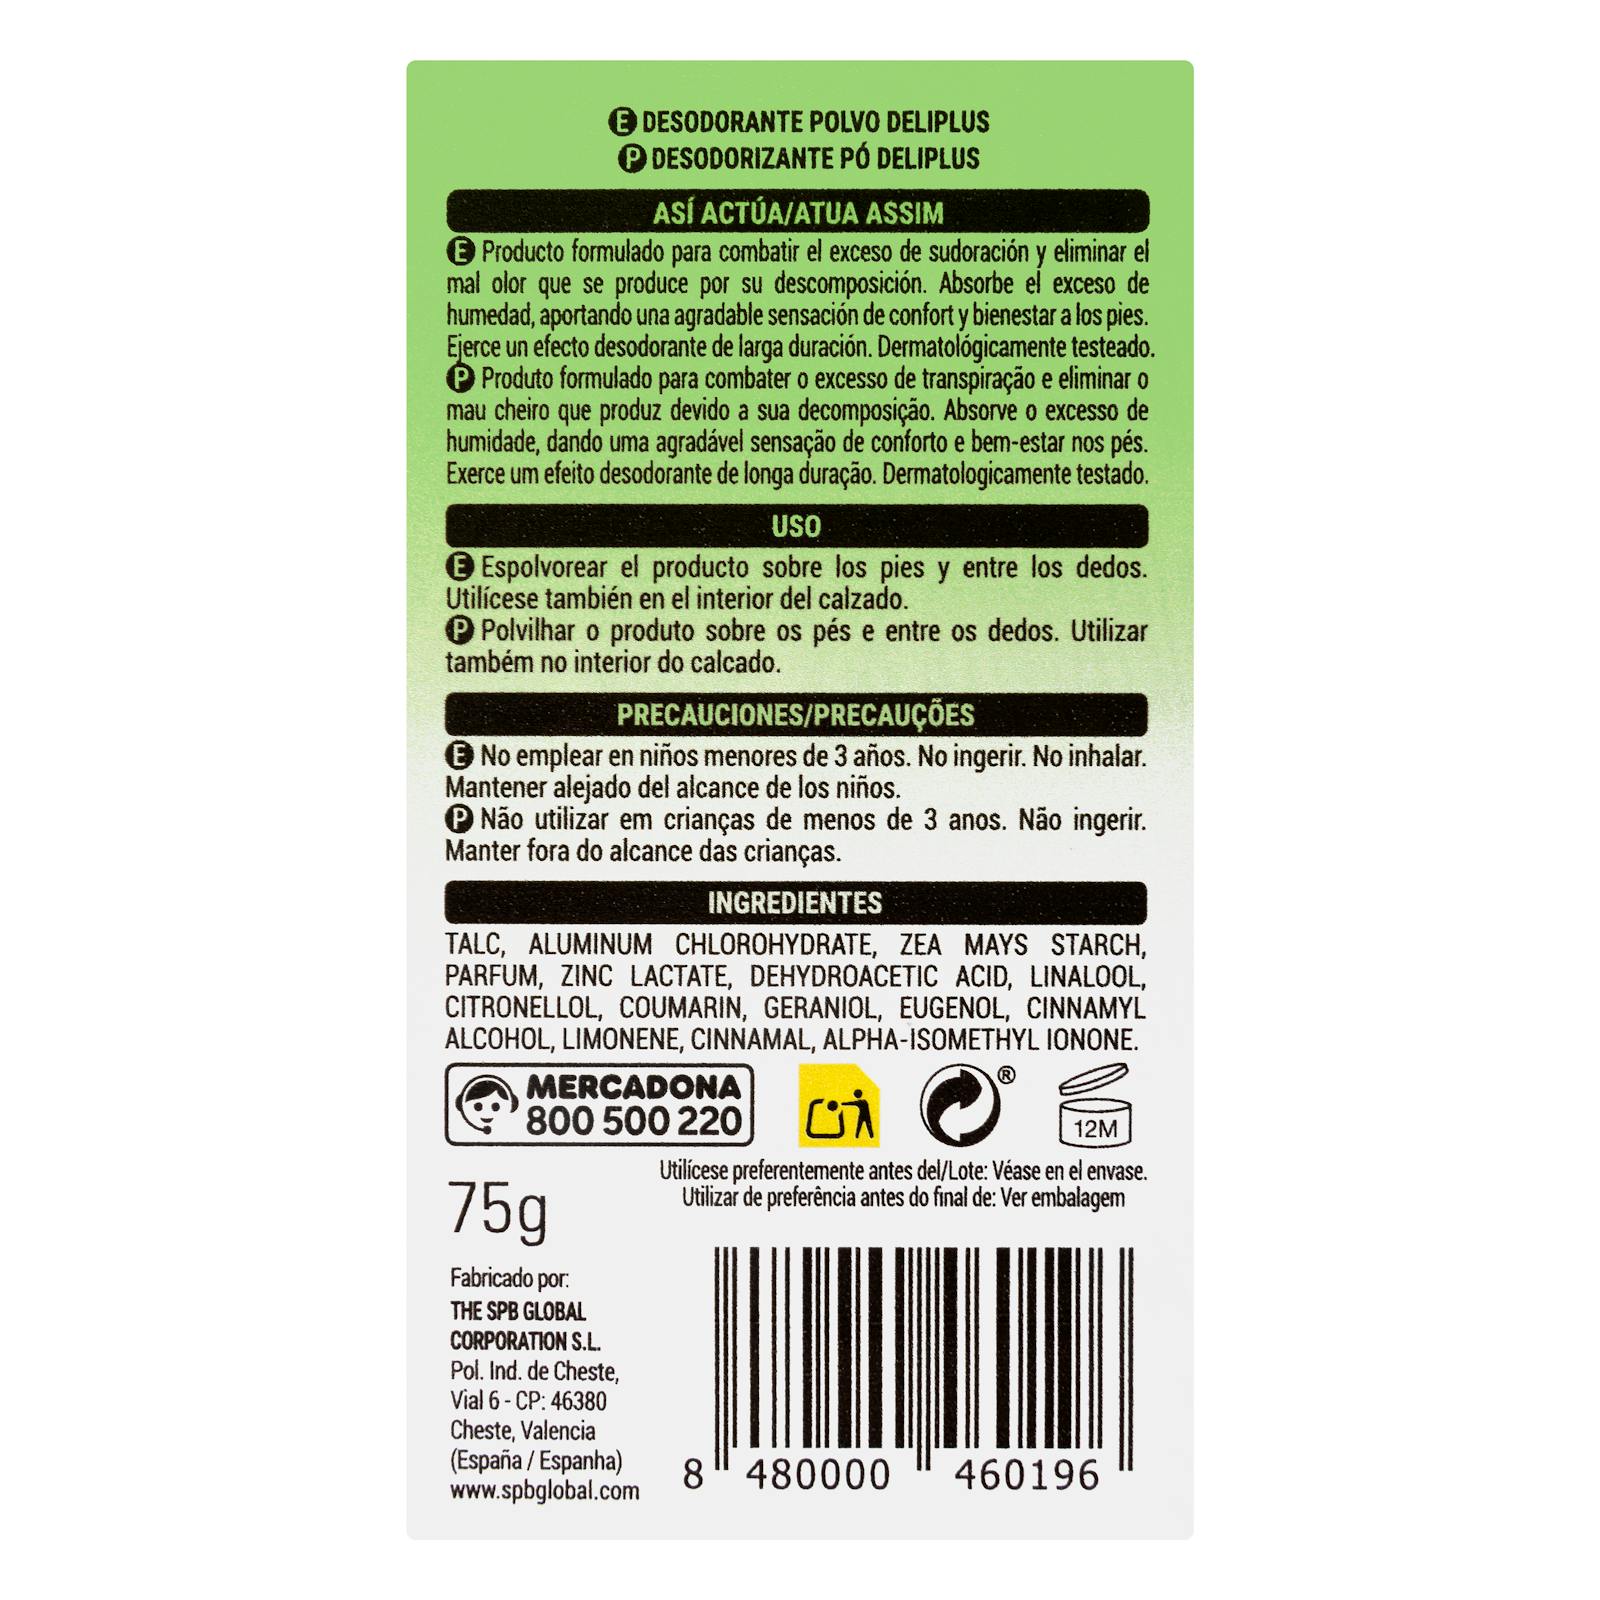 E DESODORANTE POLVO DELIPLUS
P DESODORIZANTE PÓ DELIPLUS
ASÍ ACTÚA/ATUA ASSIM
E Producto formulado para combatir el exceso de sudoración y eliminar el
mal olor que se produce por su descomposición. Absorbe el exceso de
humedad, aportando una agradable sensación de confort y bienestar a los pies.
Ejerce un efecto desodorante de larga duración. Dermatológicamente testeado.
P Produto formulado para combater o excesso de transpiração e eliminar o
mau cheiro que produz devido a sua decomposição. Absorve o excesso de
humidade, dando uma agradável sensação de conforto e bem-estar nos pés.
Exerce um efeito desodorante de longa duração. Dermatologicamente testado.
USO
E Espolvorear el producto sobre los pies y entre los dedos.
Utilícese también en el interior del calzado.
P Polvilhar o produto sobre os pés e entre os dedos. Utilizar
também no interior do calcado.
PRECAUCIONES/PRECAUÇÕES
E No emplear en niños menores de 3 años. No ingerir. No inhalar.
Mantener alejado del alcance de los niños.
P Não utilizar em crianças de menos de 3 anos. Não ingerir.
Manter fora do alcance das crianças.
INGREDIENTES
TALC, ALUMINUM CHLOROHYDRATE, ZEA MAYS STARCH,
PARFUM, ZINC LACTATE, DEHYDROACETIC ACID, LINALOOL,
CITRONELLOL, COUMARIN, GERANIOL, EUGENOL, CINNAMYL
ALCOHOL, LIMONENE, CINNAMAL, ALPHA-ISOMETHYL IONONE.
MERCADONA
800 500 220
®
12M
Utilícese preferentemente antes del/Lote: Véase en el envase.
Utilizar de preferência antes do final de: Ver embalagem
75g
Fabricado por:
THE SPB GLOBAL
CORPORATION S.L.
Pol. Ind. de Cheste,
Vial 6 - CP: 46380
Cheste, Valencia
(España / Espanha)
www.spbglobal.com
8 480000 460196